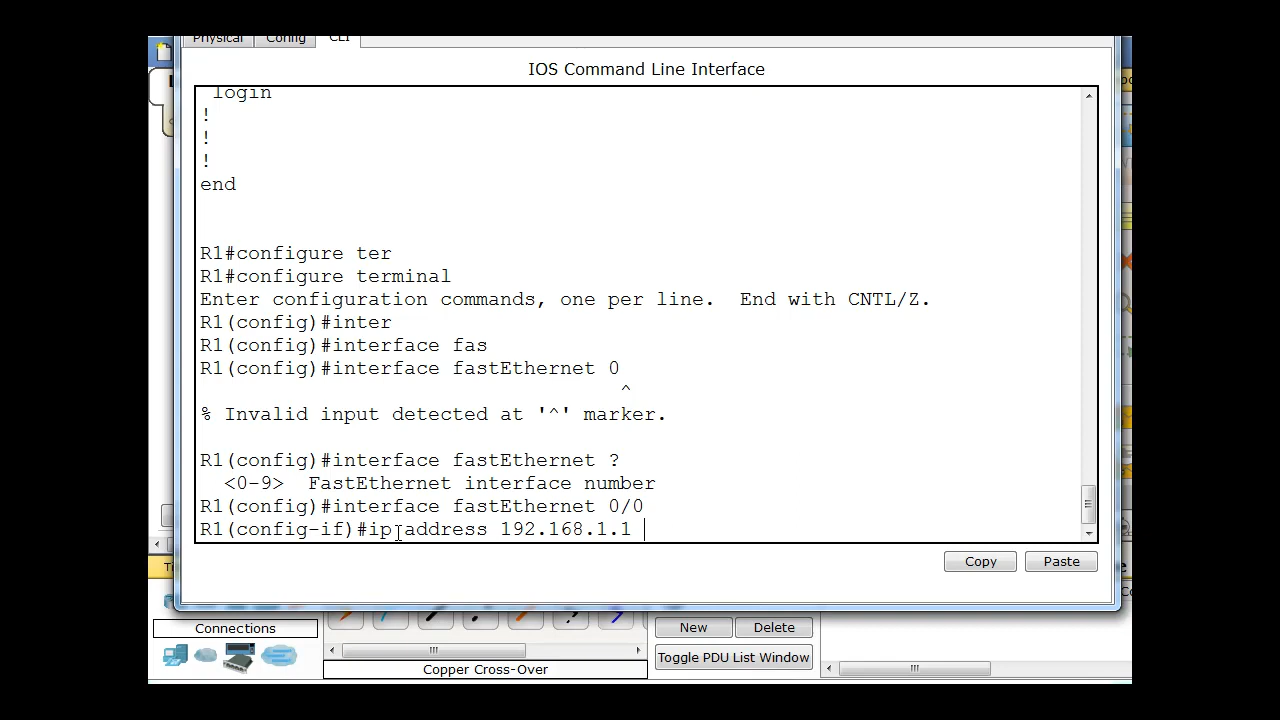 Physical Config CLI
IOS Command Line Interface
login
!
!
!
end
R1#configure ter
R1#configure terminal
Enter configuration commands, one per line. End with CNTL/Z.
R1(config)#inter
R1(config)#interface fas
R1(config)#interface fastEthernet 0
^
% Invalid input detected at '^' marker.
R1(config)#interface fastEthernet ?
<0-9> FastEthernet interface number
R1(config)#interface fastEthernet 0/0
R1(config-if)#ip address 192.168.1.1
Copy Paste
Connections
New Delete
Toggle PDU List Window
Copper Cross-Over